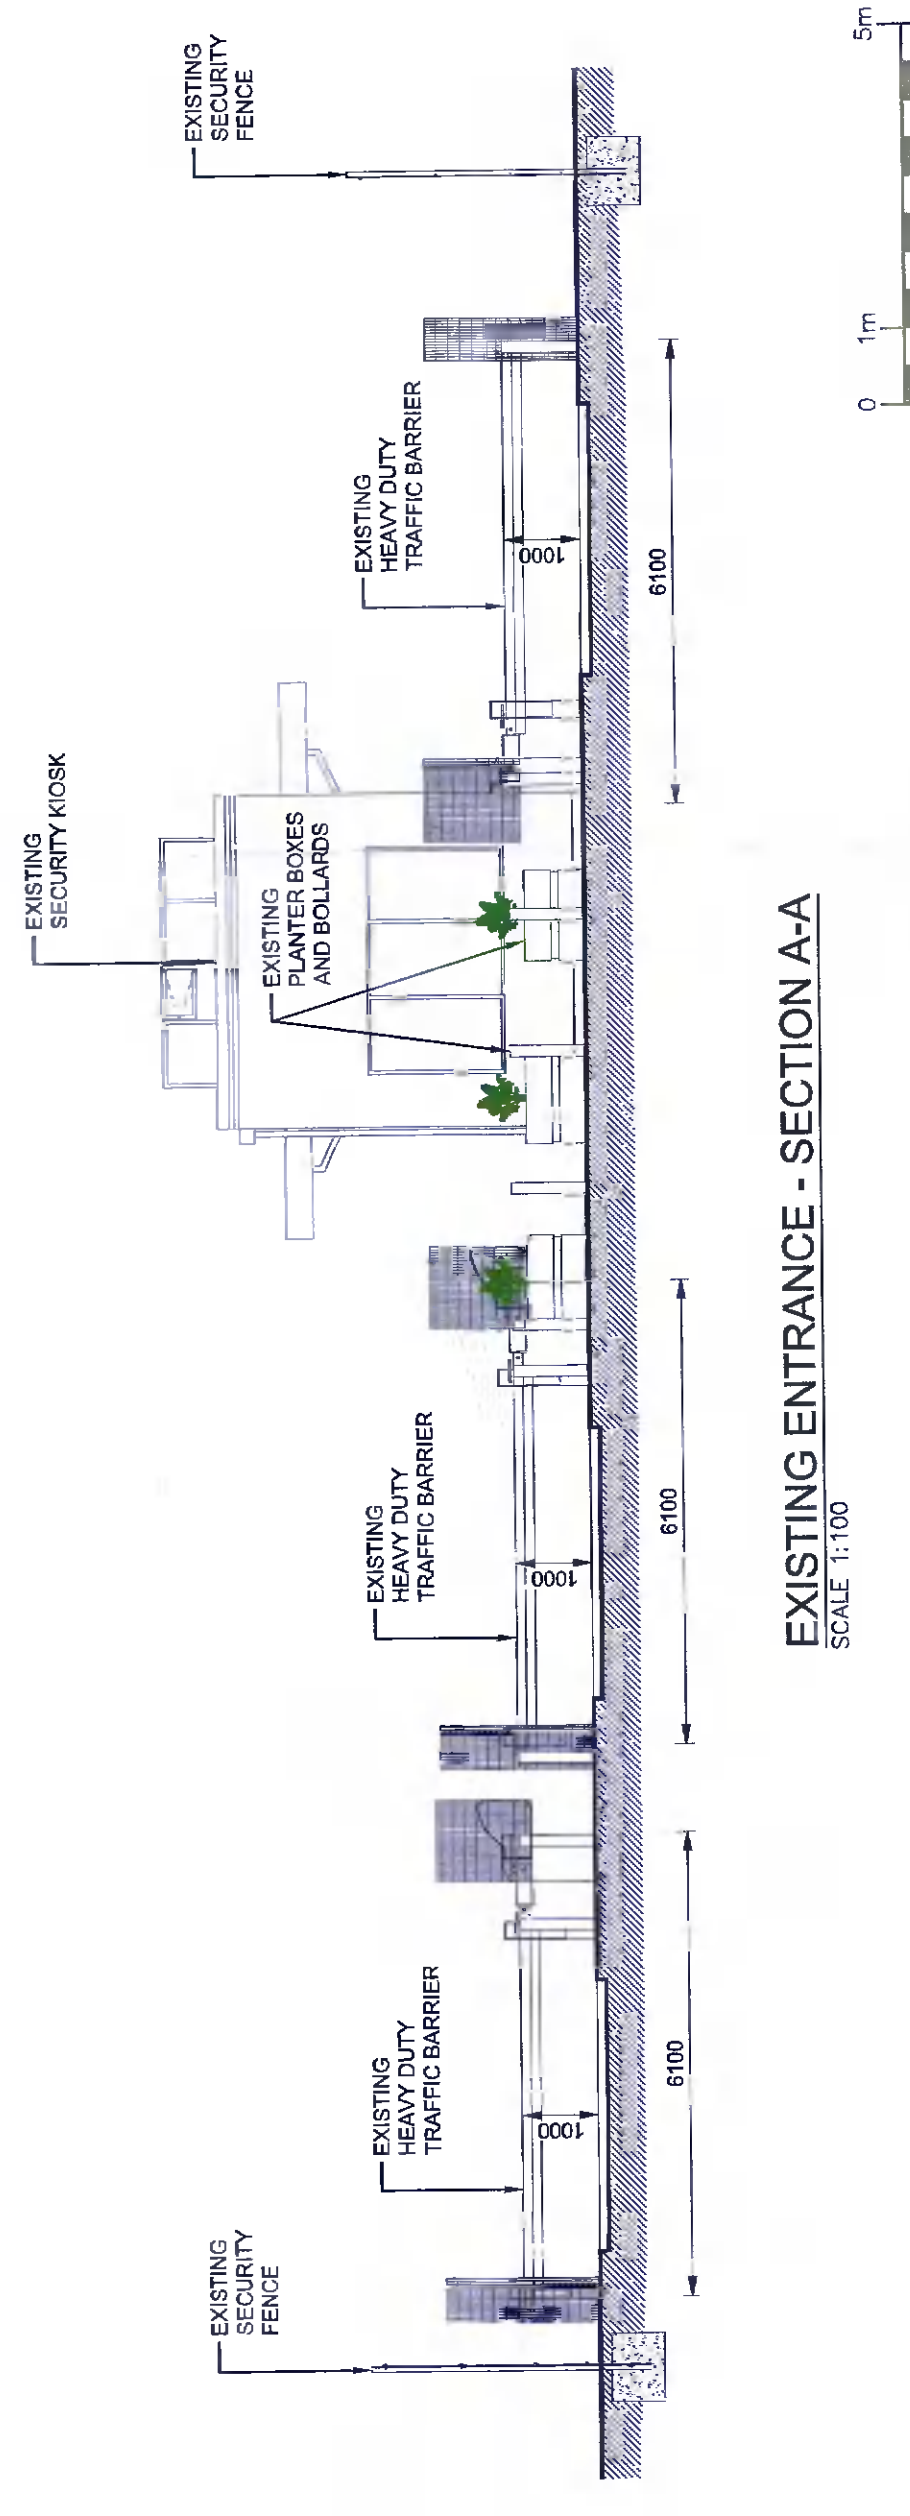 EXISTING
SECURITY
FENCE
EXISTING
HEAVY DUTY
TRAFFIC BARRIER
1000
6100
EXISTING
HEAVY DUTY
TRAFFIC BARRIER
1000
6100
EXISTING
SECURITY KIOSK
EXISTING
PLANTER BOXES
AND BOLLARDS
EXISTING
HEAVY DUTY
TRAFFIC BARRIER
1000
6100
EXISTING
SECURITY
FENCE
EXISTING ENTRANCE - SECTION A-A
SCALE 1:100
0
1m
5m